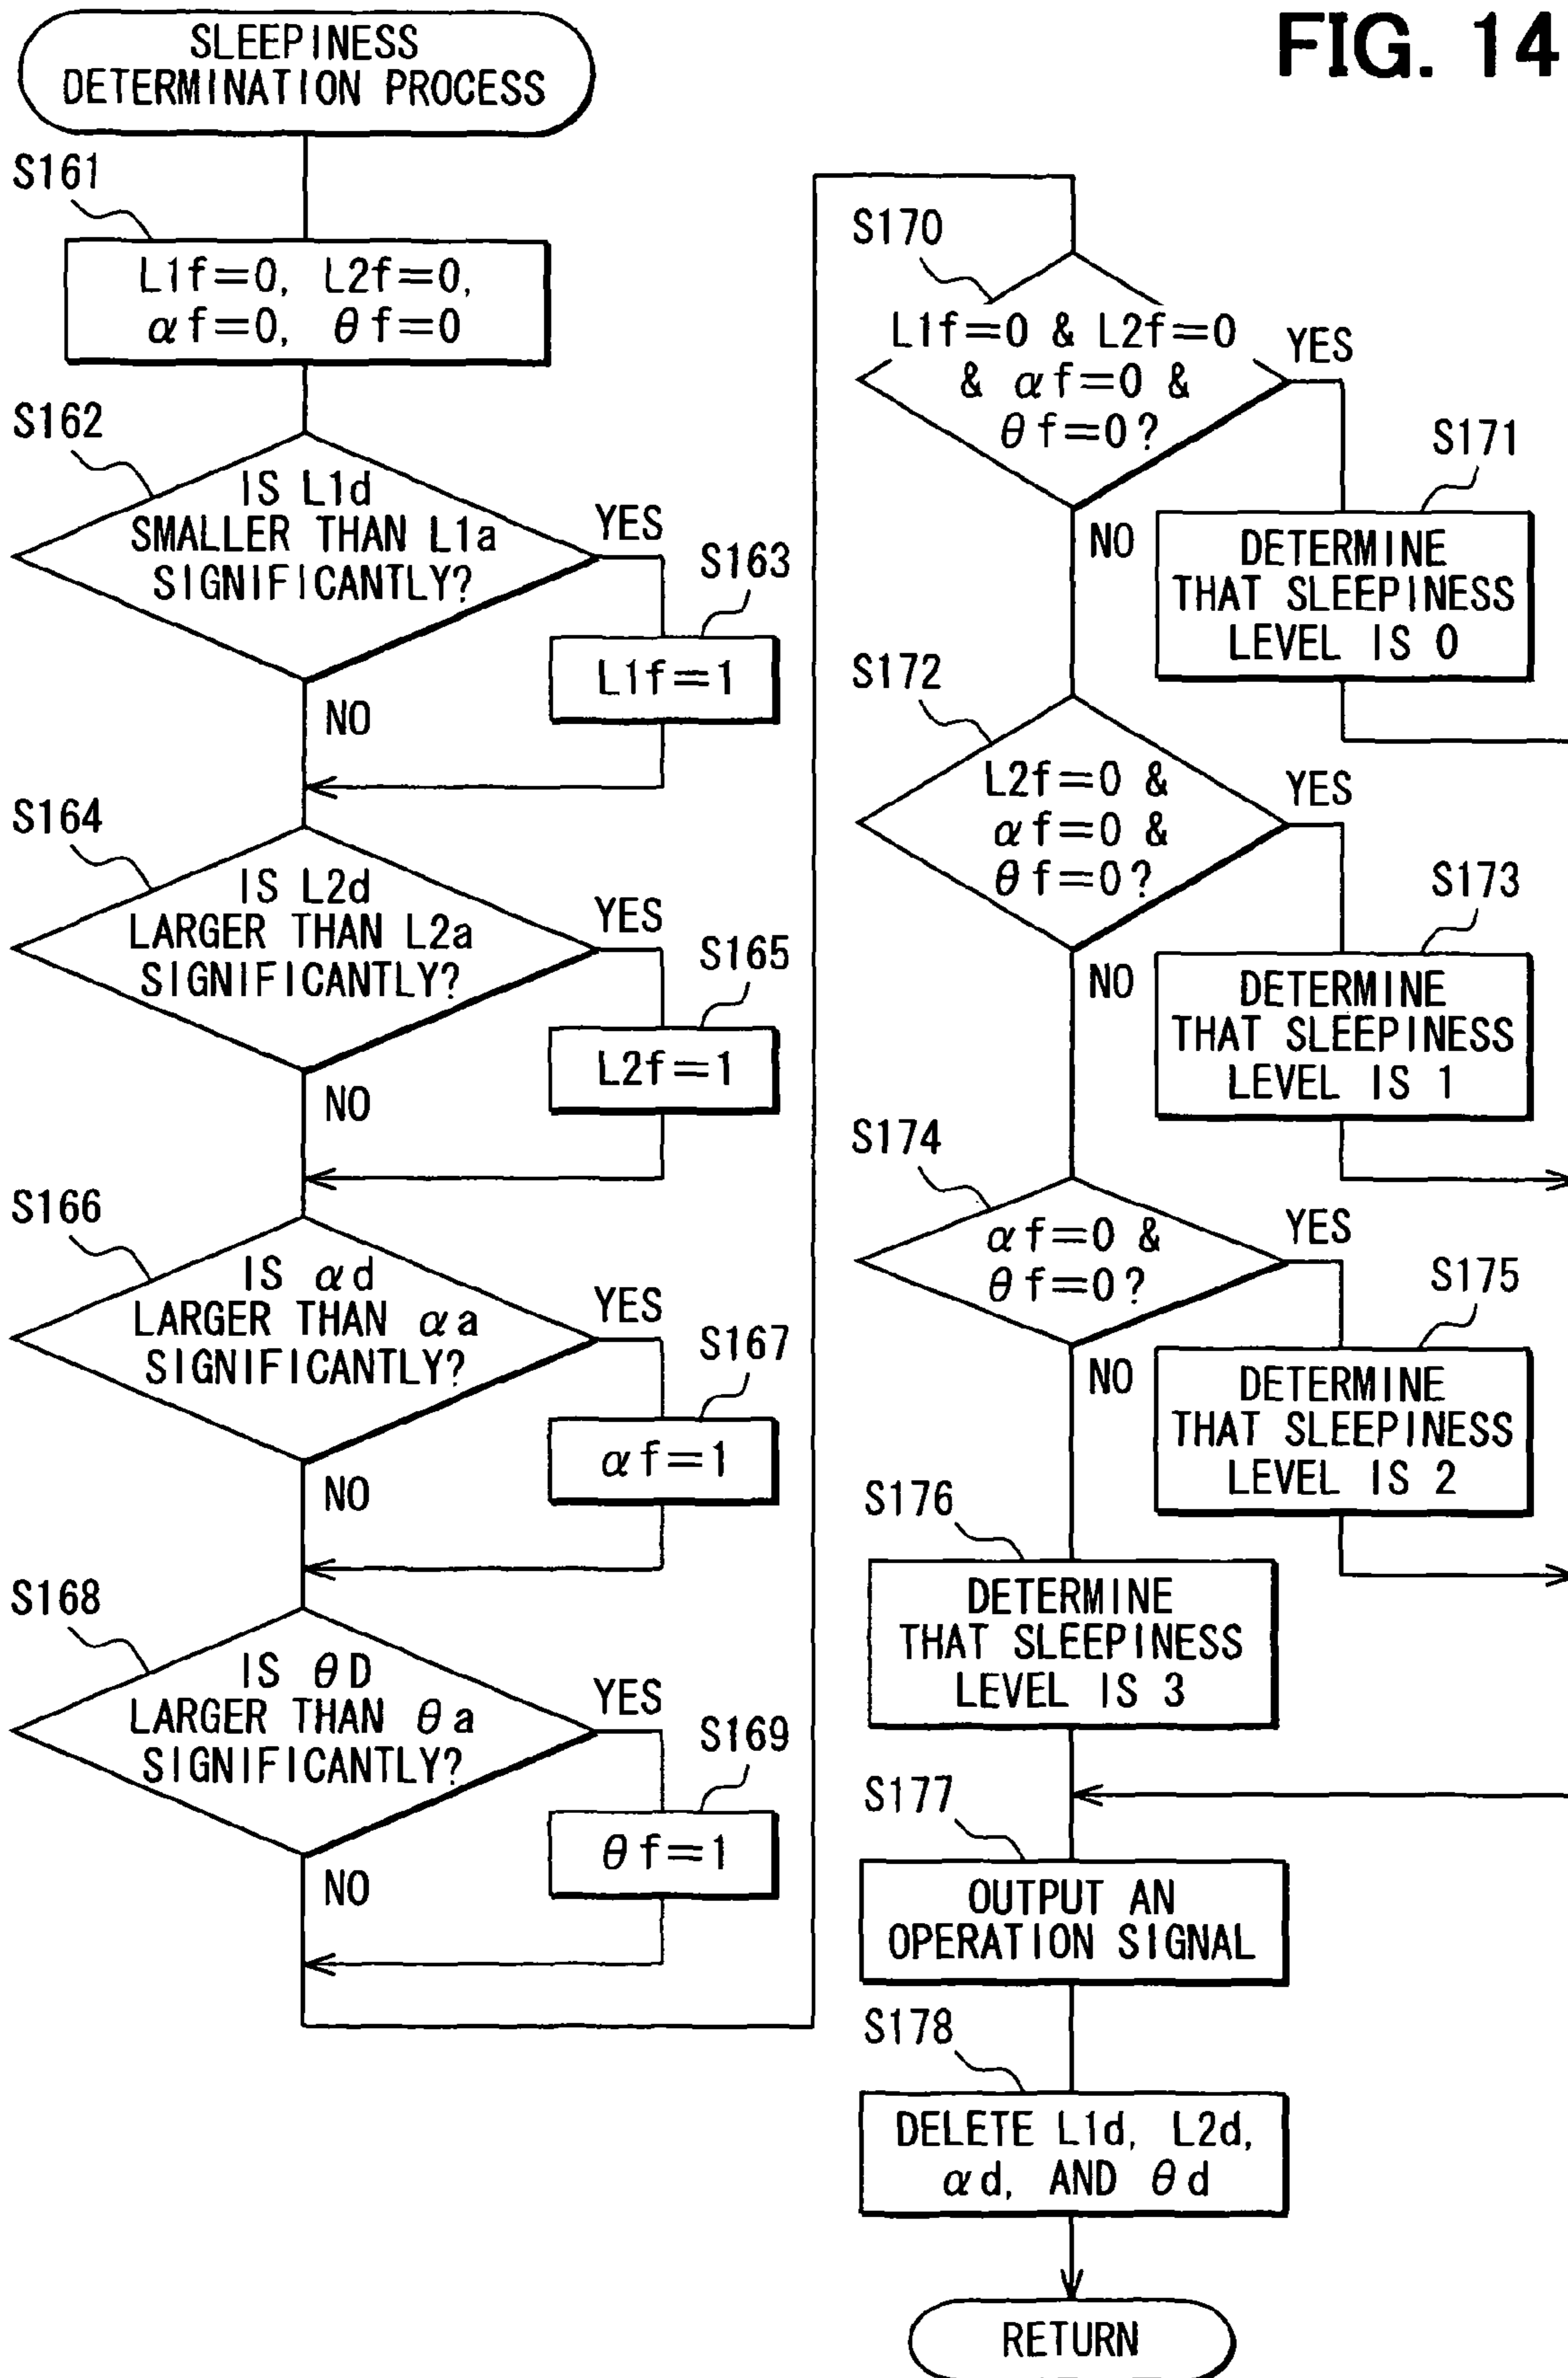 FIG. 14
SLEEPINESS
DETERMINATION PROCESS
S161
L1f=0, L2f=0,
αf=0, θf=0
S162
IS L1d
SMALLER THAN L1a
SIGNIFICANTLY?
YES
NO
S163
L1f=1
S164
IS L2d
LARGER THAN L2a
SIGNIFICANTLY?
YES
NO
S165
L2f=1
S166
IS αd
LARGER THAN αa
SIGNIFICANTLY?
YES
NO
S167
αf=1
S168
IS θD
LARGER THAN θa
SIGNIFICANTLY?
YES
NO
S169
θf=1
S170
L1f=0 & L2f=0
& αf=0 &
θf=0?
YES
NO
S171
DETERMINE
THAT SLEEPINESS
LEVEL IS 0
S172
L2f=0 &
αf=0 &
θf=0?
YES
NO
S173
DETERMINE
THAT SLEEPINESS
LEVEL IS 1
S174
αf=0 &
θf=0?
YES
NO
S175
DETERMINE
THAT SLEEPINESS
LEVEL IS 2
S176
DETERMINE
THAT SLEEPINESS
LEVEL IS 3
S177
OUTPUT AN
OPERATION SIGNAL
S178
DELETE L1d, L2d,
αd, AND θd
RETURN